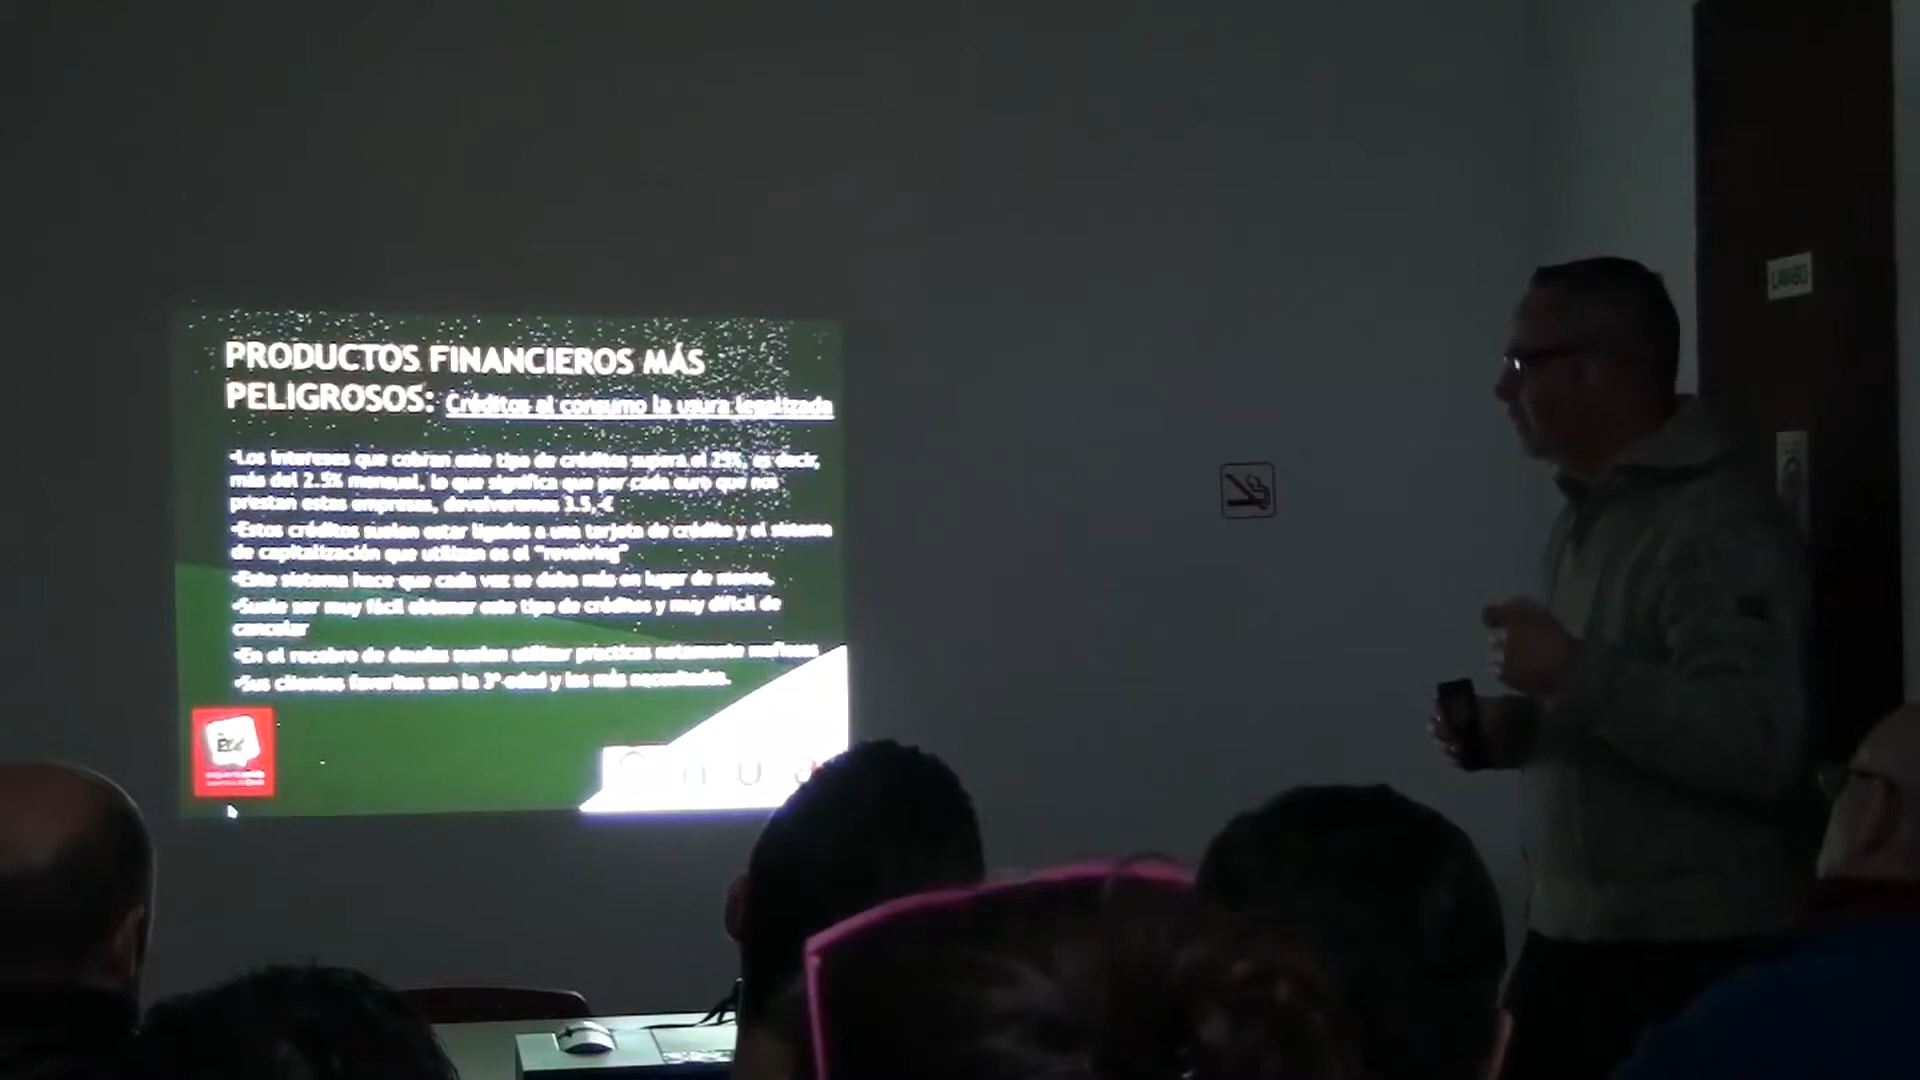 PRODUCTOS FINANCIEROS MÁS
PELIGROSOS: Créditos al consumo la usura legalizada
•Los intereses que cobran este tipo de créditos supera el 25%, es decir,
más del 2.5% mensual, lo que significa que por cada euro que nos
prestan estas empresas, devolveremos 3.5.-€
•Estos créditos suelen estar ligados a una tarjeta de crédito y el sistema
de capitalización que utilizan es el "revolving"
•Este sistema hace que cada vez se deba más en lugar de menos.
•Suele ser muy fácil obtener este tipo de créditos y muy difícil de
cancelar
•En el recobro de deudas suelen utilizar prácticas notamente mafiosas
•Sus clientes favoritos son la 3ª edad y los más necesitados.
LAVABO